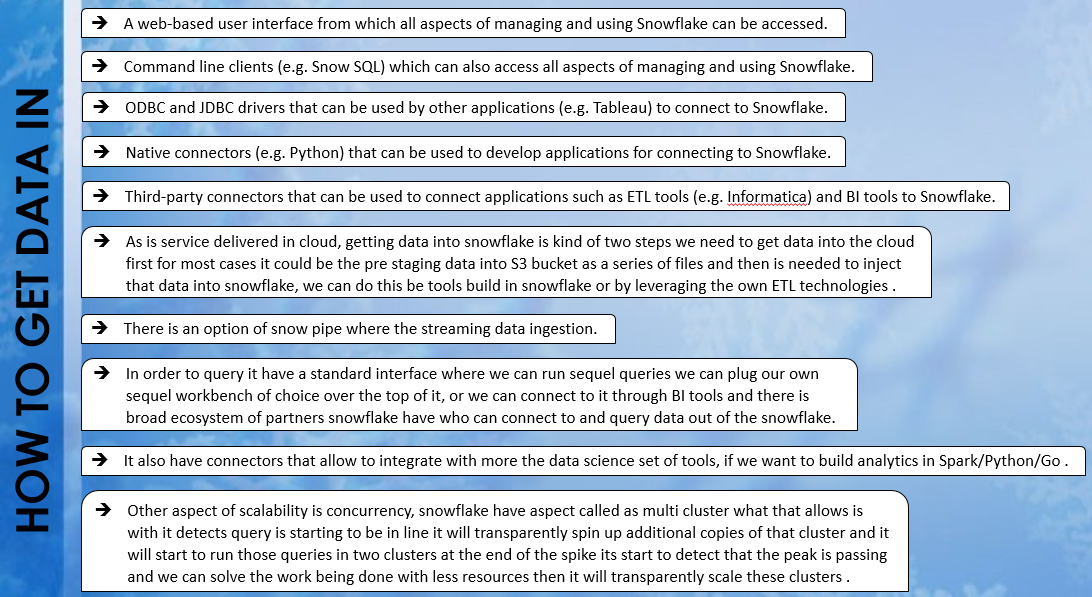 HOW TO GET DATA IN
➔ A web-based user interface from which all aspects of managing and using Snowflake can be accessed.
➔ Command line clients (e.g. Snow SQL) which can also access all aspects of managing and using Snowflake.
➔ ODBC and JDBC drivers that can be used by other applications (e.g. Tableau) to connect to Snowflake.
➔ Native connectors (e.g. Python) that can be used to develop applications for connecting to Snowflake.
➔ Third-party connectors that can be used to connect applications such as ETL tools (e.g. Informatica) and BI tools to Snowflake.
➔ As is service delivered in cloud, getting data into snowflake is kind of two steps we need to get data into the cloud
first for most cases it could be the pre staging data into S3 bucket as a series of files and then is needed to inject
that data into snowflake, we can do this be tools build in snowflake or by leveraging the own ETL technologies .
➔ There is an option of snow pipe where the streaming data ingestion.
➔ In order to query it have a standard interface where we can run sequel queries we can plug our own
sequel workbench of choice over the top of it, or we can connect to it through BI tools and there is
broad ecosystem of partners snowflake have who can connect to and query data out of the snowflake.
➔ It also have connectors that allow to integrate with more the data science set of tools, if we want to build analytics in Spark/Python/Go .
➔ Other aspect of scalability is concurrency, snowflake have aspect called as multi cluster what that allows is
with it detects query is starting to be in line it will transparently spin up additional copies of that cluster and it
will start to run those queries in two clusters at the end of the spike its start to detect that the peak is passing
and we can solve the work being done with less resources then it will transparently scale these clusters .